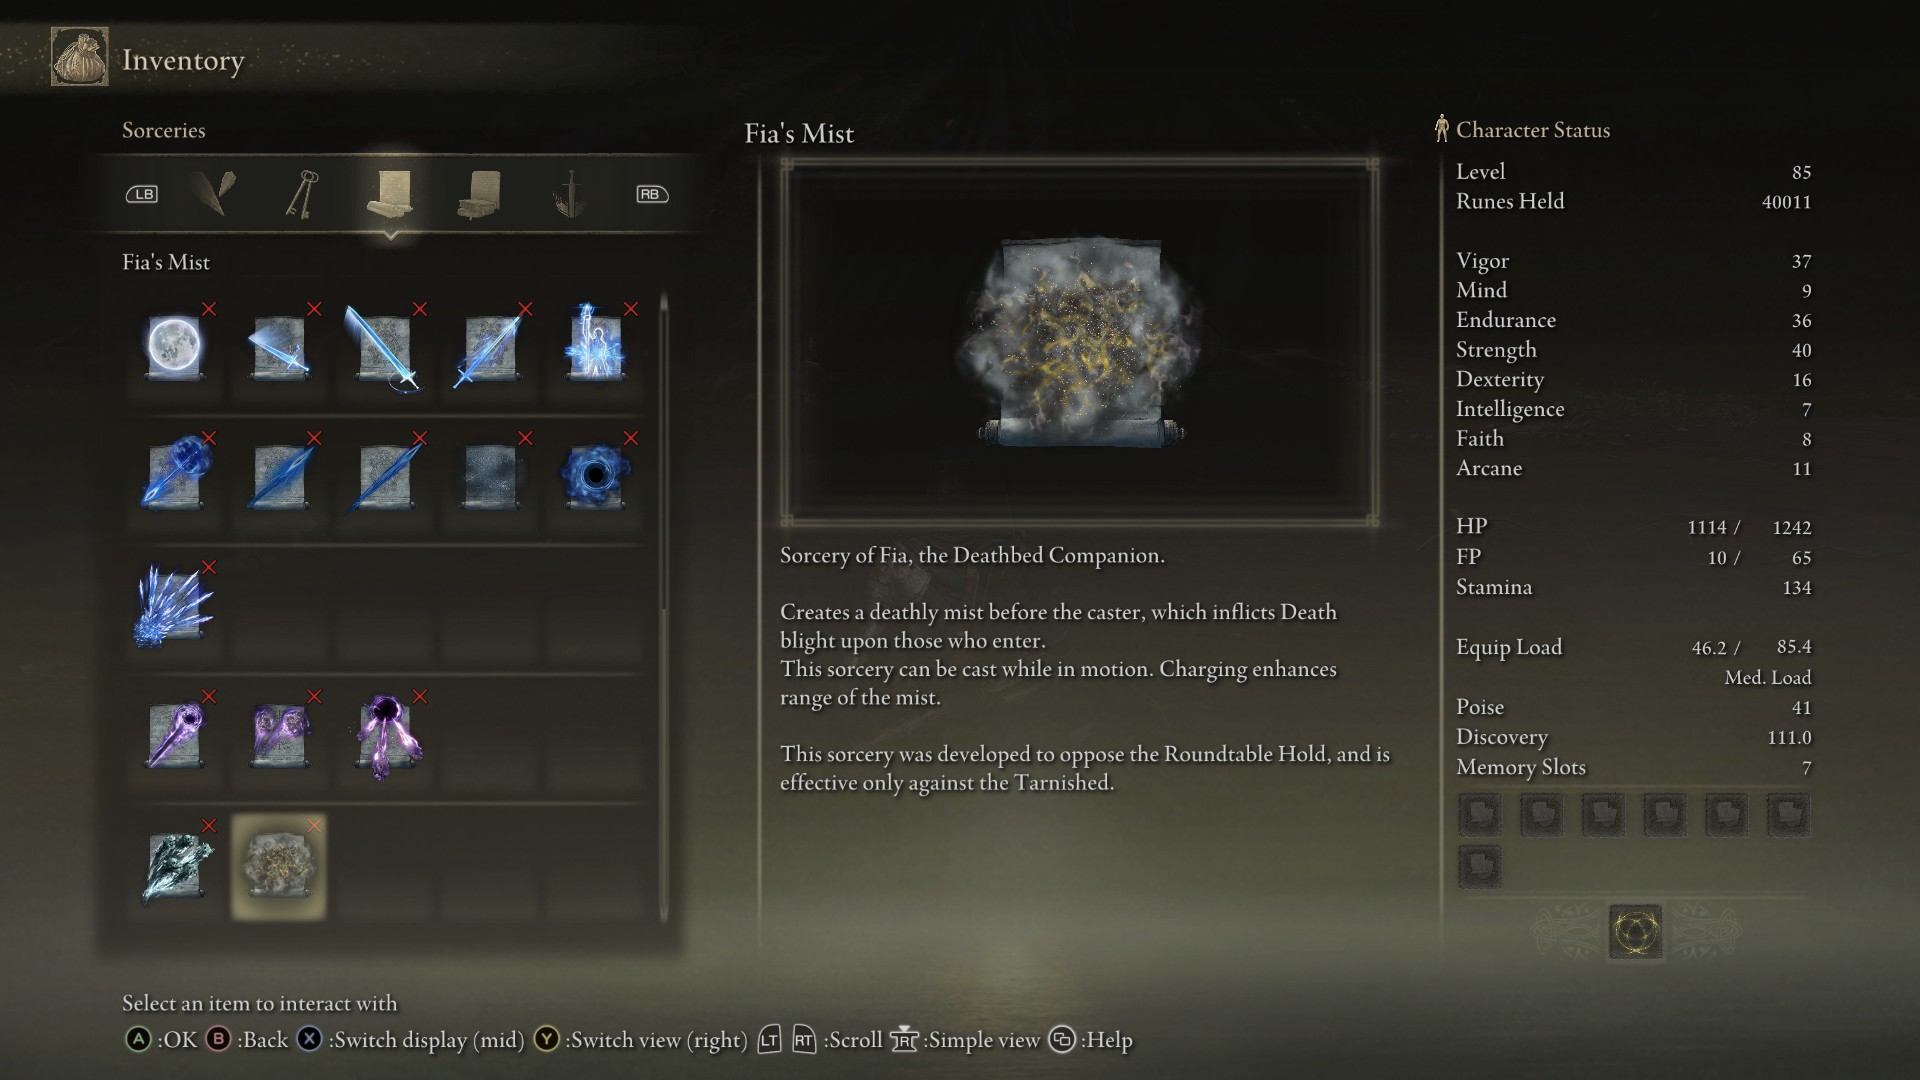 Inventory
Sorceries
LB
RB
Fia's Mist
Fia's Mist
Sorcery of Fia, the Deathbed Companion.
Creates a deathly mist before the caster, which inflicts Death
blight upon those who enter.
This sorcery can be cast while in motion. Charging enhances
range of the mist.
This sorcery was developed to oppose the Roundtable Hold, and is
effective only against the Tarnished.
Character Status
Level 85
Runes Held 40011
Vigor 37
Mind 9
Endurance 36
Strength 40
Dexterity 16
Intelligence 7
Faith 8
Arcane 11
HP 1114 / 1242
FP 10 / 65
Stamina 134
Equip Load 46.2 / 85.4
Med. Load
Poise 41
Discovery 111.0
Memory Slots 7
Select an item to interact with
A :OK B :Back X :Switch display (mid) Y :Switch view (right) LT RT :Scroll R :Simple view :Help